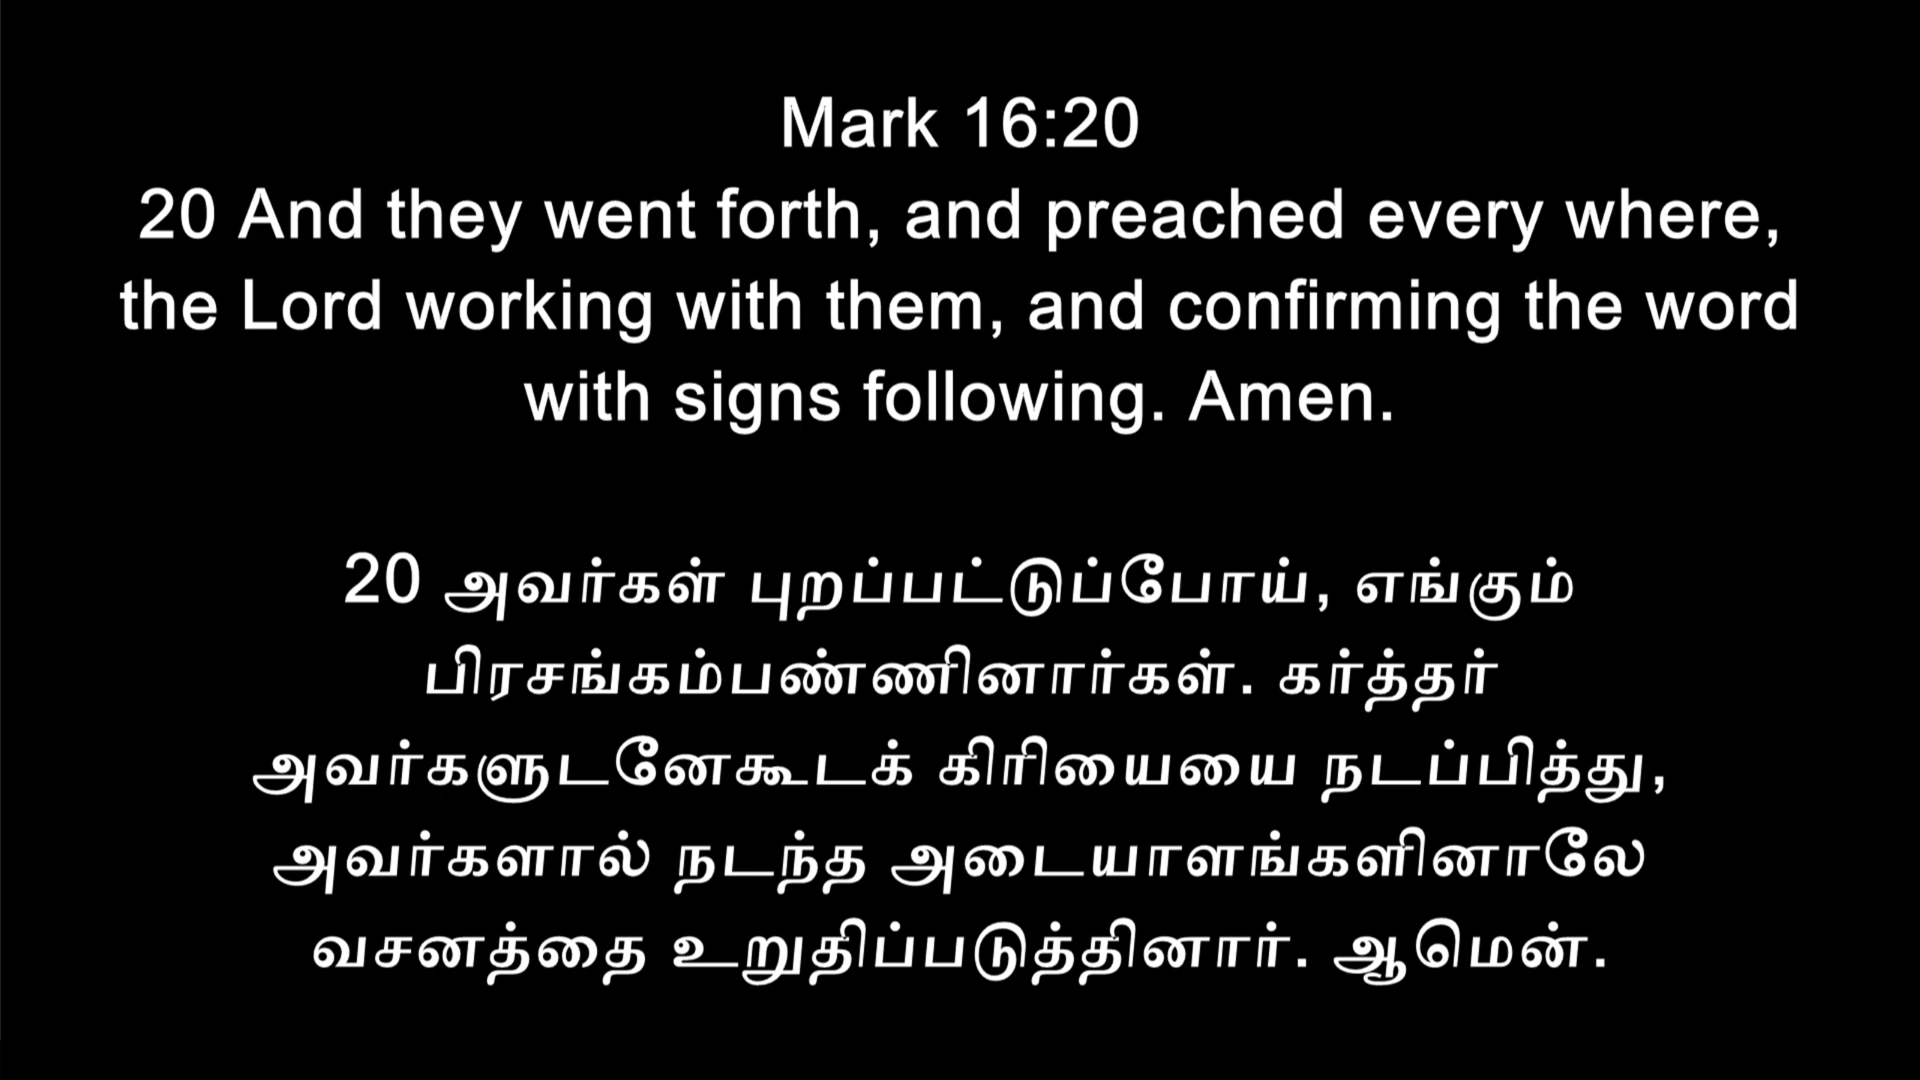 Mark 16:20
20 And they went forth, and preached every where,
the Lord working with them, and confirming the word
with signs following. Amen.
20 அவர்கள் புறப்பட்டுப்போய், எங்கும்
பிரசங்கம்பண்ணினார்கள். கர்த்தர்
அவர்களுடனேகூடக் கிரியையை நடப்பித்து,
அவர்களால் நடந்த அடையாளங்களினாலே
வசனத்தை உறுதிப்படுத்தினார். ஆமென்.